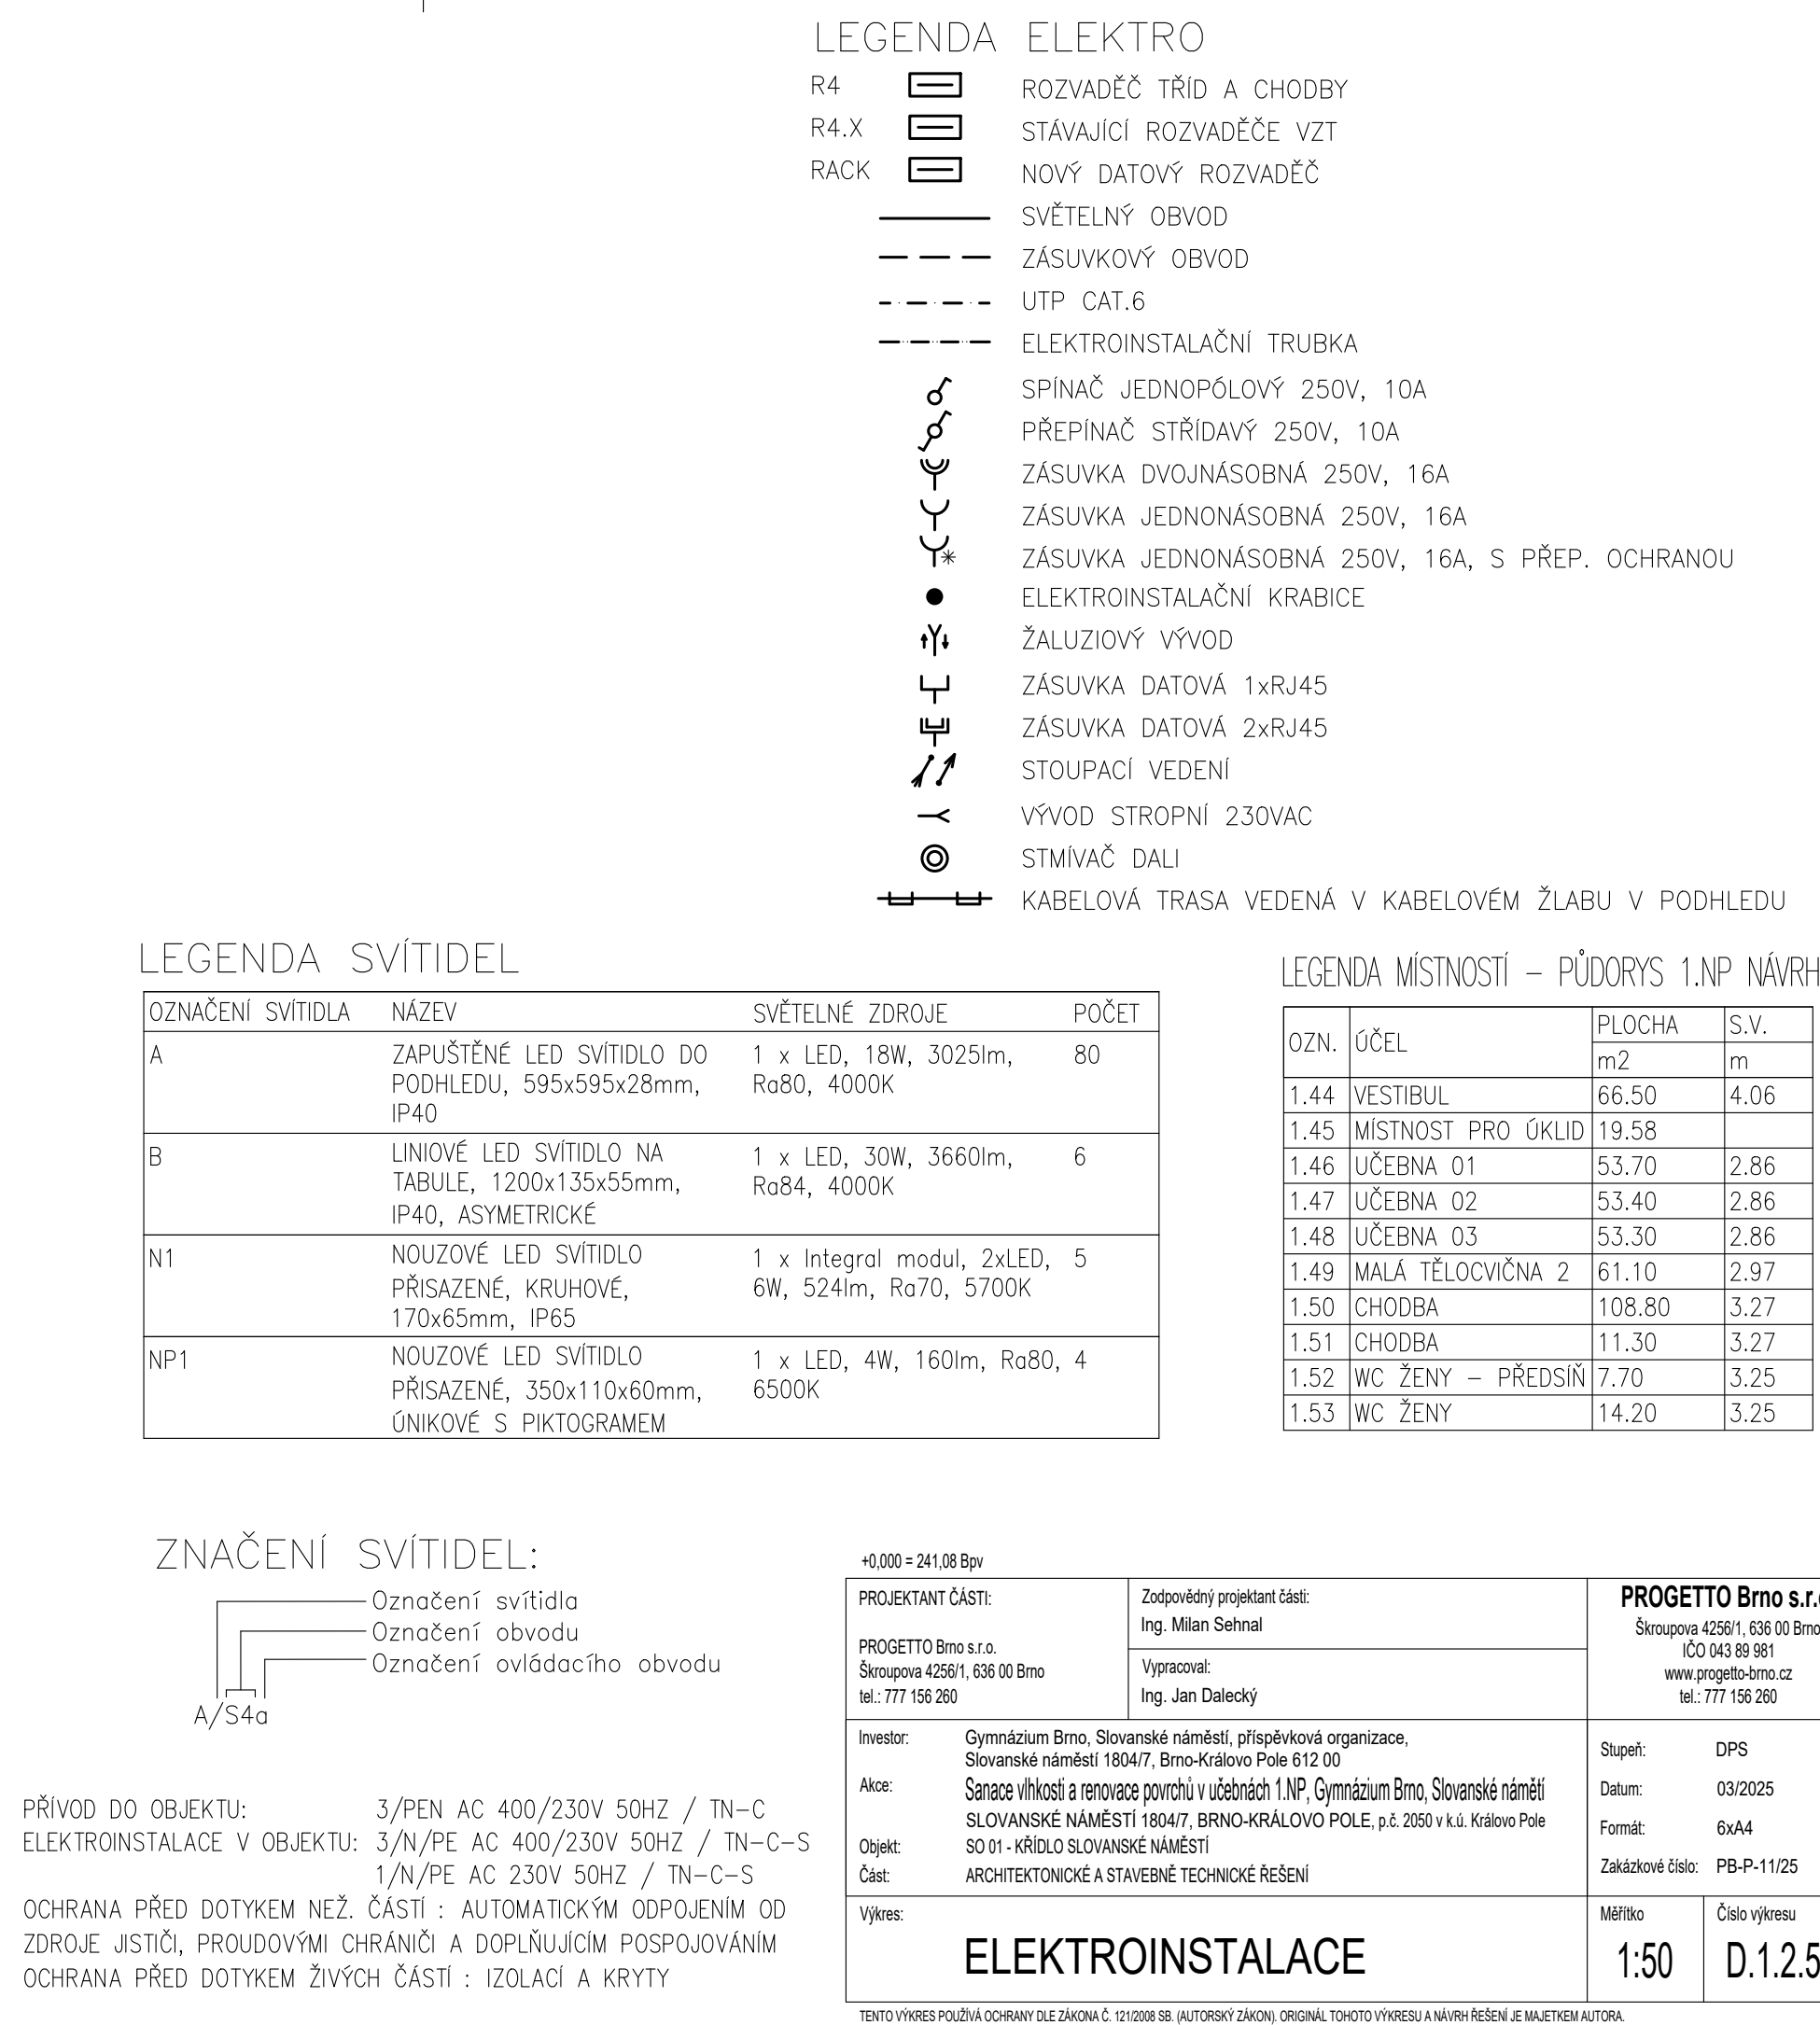 LEGENDA ELEKTRO
R4 ROZVADĚČ TŘÍD A CHODBY
R4.X STÁVAJÍCÍ ROZVADĚČE VZT
RACK NOVÝ DATOVÝ ROZVADĚČ
SVĚTELNÝ OBVOD
ZÁSUVKOVÝ OBVOD
UTP CAT.6
ELEKTROINSTALAČNÍ TRUBKA
SPÍNAČ JEDNOPÓLOVÝ 250V, 10A
PŘEPÍNAČ STŘÍDAVÝ 250V, 10A
ZÁSUVKA DVOJNÁSOBNÁ 250V, 16A
ZÁSUVKA JEDNONÁSOBNÁ 250V, 16A
ZÁSUVKA JEDNONÁSOBNÁ 250V, 16A, S PŘEP. OCHRANOU
ELEKTROINSTALAČNÍ KRABICE
ŽALUZIOVÝ VÝVOD
ZÁSUVKA DATOVÁ 1xRJ45
ZÁSUVKA DATOVÁ 2xRJ45
STOUPACÍ VEDENÍ
VÝVOD STROPNÍ 230VAC
STMÍVAČ DALI
KABELOVÁ TRASA VEDENÁ V KABELOVÉM ŽLABU V PODHLEDU
LEGENDA SVÍTIDEL
OZNAČENÍ SVÍTIDLA NÁZEV SVĚTELNÉ ZDROJE POČET
A ZAPUŠTĚNÉ LED SVÍTIDLO DO 1 x LED, 18W, 3025lm, 80
PODHLEDU, 595x595x28mm, Ra80, 4000K
IP40
B LINIOVÉ LED SVÍTIDLO NA 1 x LED, 30W, 3660lm, 6
TABULE, 1200x135x55mm, Ra84, 4000K
IP40, ASYMETRICKÉ
N1 NOUZOVÉ LED SVÍTIDLO 1 x Integral modul, 2xLED, 5
PŘISAZENÉ, KRUHOVÉ, 6W, 524lm, Ra70, 5700K
170x65mm, IP65
NP1 NOUZOVÉ LED SVÍTIDLO 1 x LED, 4W, 160lm, Ra80, 4
PŘISAZENÉ, 350x110x60mm, 6500K
ÚNIKOVÉ S PIKTOGRAMEM
LEGENDA MÍSTNOSTÍ – PŮDORYS 1.NP NÁVRH
OZN. ÚČEL PLOCHA S.V.
m2 m
1.44 VESTIBUL 66.50 4.06
1.45 MÍSTNOST PRO ÚKLID 19.58
1.46 UČEBNA 01 53.70 2.86
1.47 UČEBNA 02 53.40 2.86
1.48 UČEBNA 03 53.30 2.86
1.49 MALÁ TĚLOCVIČNA 2 61.10 2.97
1.50 CHODBA 108.80 3.27
1.51 CHODBA 11.30 3.27
1.52 WC ŽENY – PŘEDSÍŇ 7.70 3.25
1.53 WC ŽENY 14.20 3.25
ZNAČENÍ SVÍTIDEL:
Označení svítidla
Označení obvodu
Označení ovládacího obvodu
A/S4a
PŘÍVOD DO OBJEKTU: 3/PEN AC 400/230V 50HZ / TN-C
ELEKTROINSTALACE V OBJEKTU: 3/N/PE AC 400/230V 50HZ / TN-C-S
1/N/PE AC 230V 50HZ / TN-C-S
OCHRANA PŘED DOTYKEM NEŽ. ČÁSTÍ : AUTOMATICKÝM ODPOJENÍM OD
ZDROJE JISTIČI, PROUDOVÝMI CHRÁNIČI A DOPLŇUJÍCÍM POSPOJOVÁNÍM
OCHRANA PŘED DOTYKEM ŽIVÝCH ČÁSTÍ : IZOLACÍ A KRYTY
+0,000 = 241,08 Bpv
PROJEKTANT ČÁSTI:
PROGETTO Brno s.r.o.
Škroupova 4256/1, 636 00 Brno
tel.: 777 156 260
Zodpovědný projektant části:
Ing. Milan Sehnal
Vypracoval:
Ing. Jan Dalecký
PROGETTO Brno s.r.
Škroupova 4256/1, 636 00 Brno
IČO 043 89 981
www.progetto-brno.cz
tel.: 777 156 260
Investor: Gymnázium Brno, Slovanské náměstí, příspěvková organizace,
Slovanské náměstí 1804/7, Brno-Královo Pole 612 00
Akce: Sanace vlhkosti a renovace povrchů v učebnách 1.NP, Gymnázium Brno, Slovanské námětí
SLOVANSKÉ NÁMĚSTÍ 1804/7, BRNO-KRÁLOVO POLE, p.č. 2050 v k.ú. Královo Pole
Objekt: SO 01 - KŘÍDLO SLOVANSKÉ NÁMĚSTÍ
Část: ARCHITEKTONICKÉ A STAVEBNĚ TECHNICKÉ ŘEŠENÍ
Stupeň: DPS
Datum: 03/2025
Formát: 6xA4
Zakázkové číslo: PB-P-11/25
Výkres:
ELEKTROINSTALACE
Měřítko
1:50
Číslo výkresu
D.1.2.5
TENTO VÝKRES POUŽÍVÁ OCHRANY DLE ZÁKONA Č. 121/2008 SB. (AUTORSKÝ ZÁKON). ORIGINÁL TOHOTO VÝKRESU A NÁVRH ŘEŠENÍ JE MAJETKEM AUTORA.